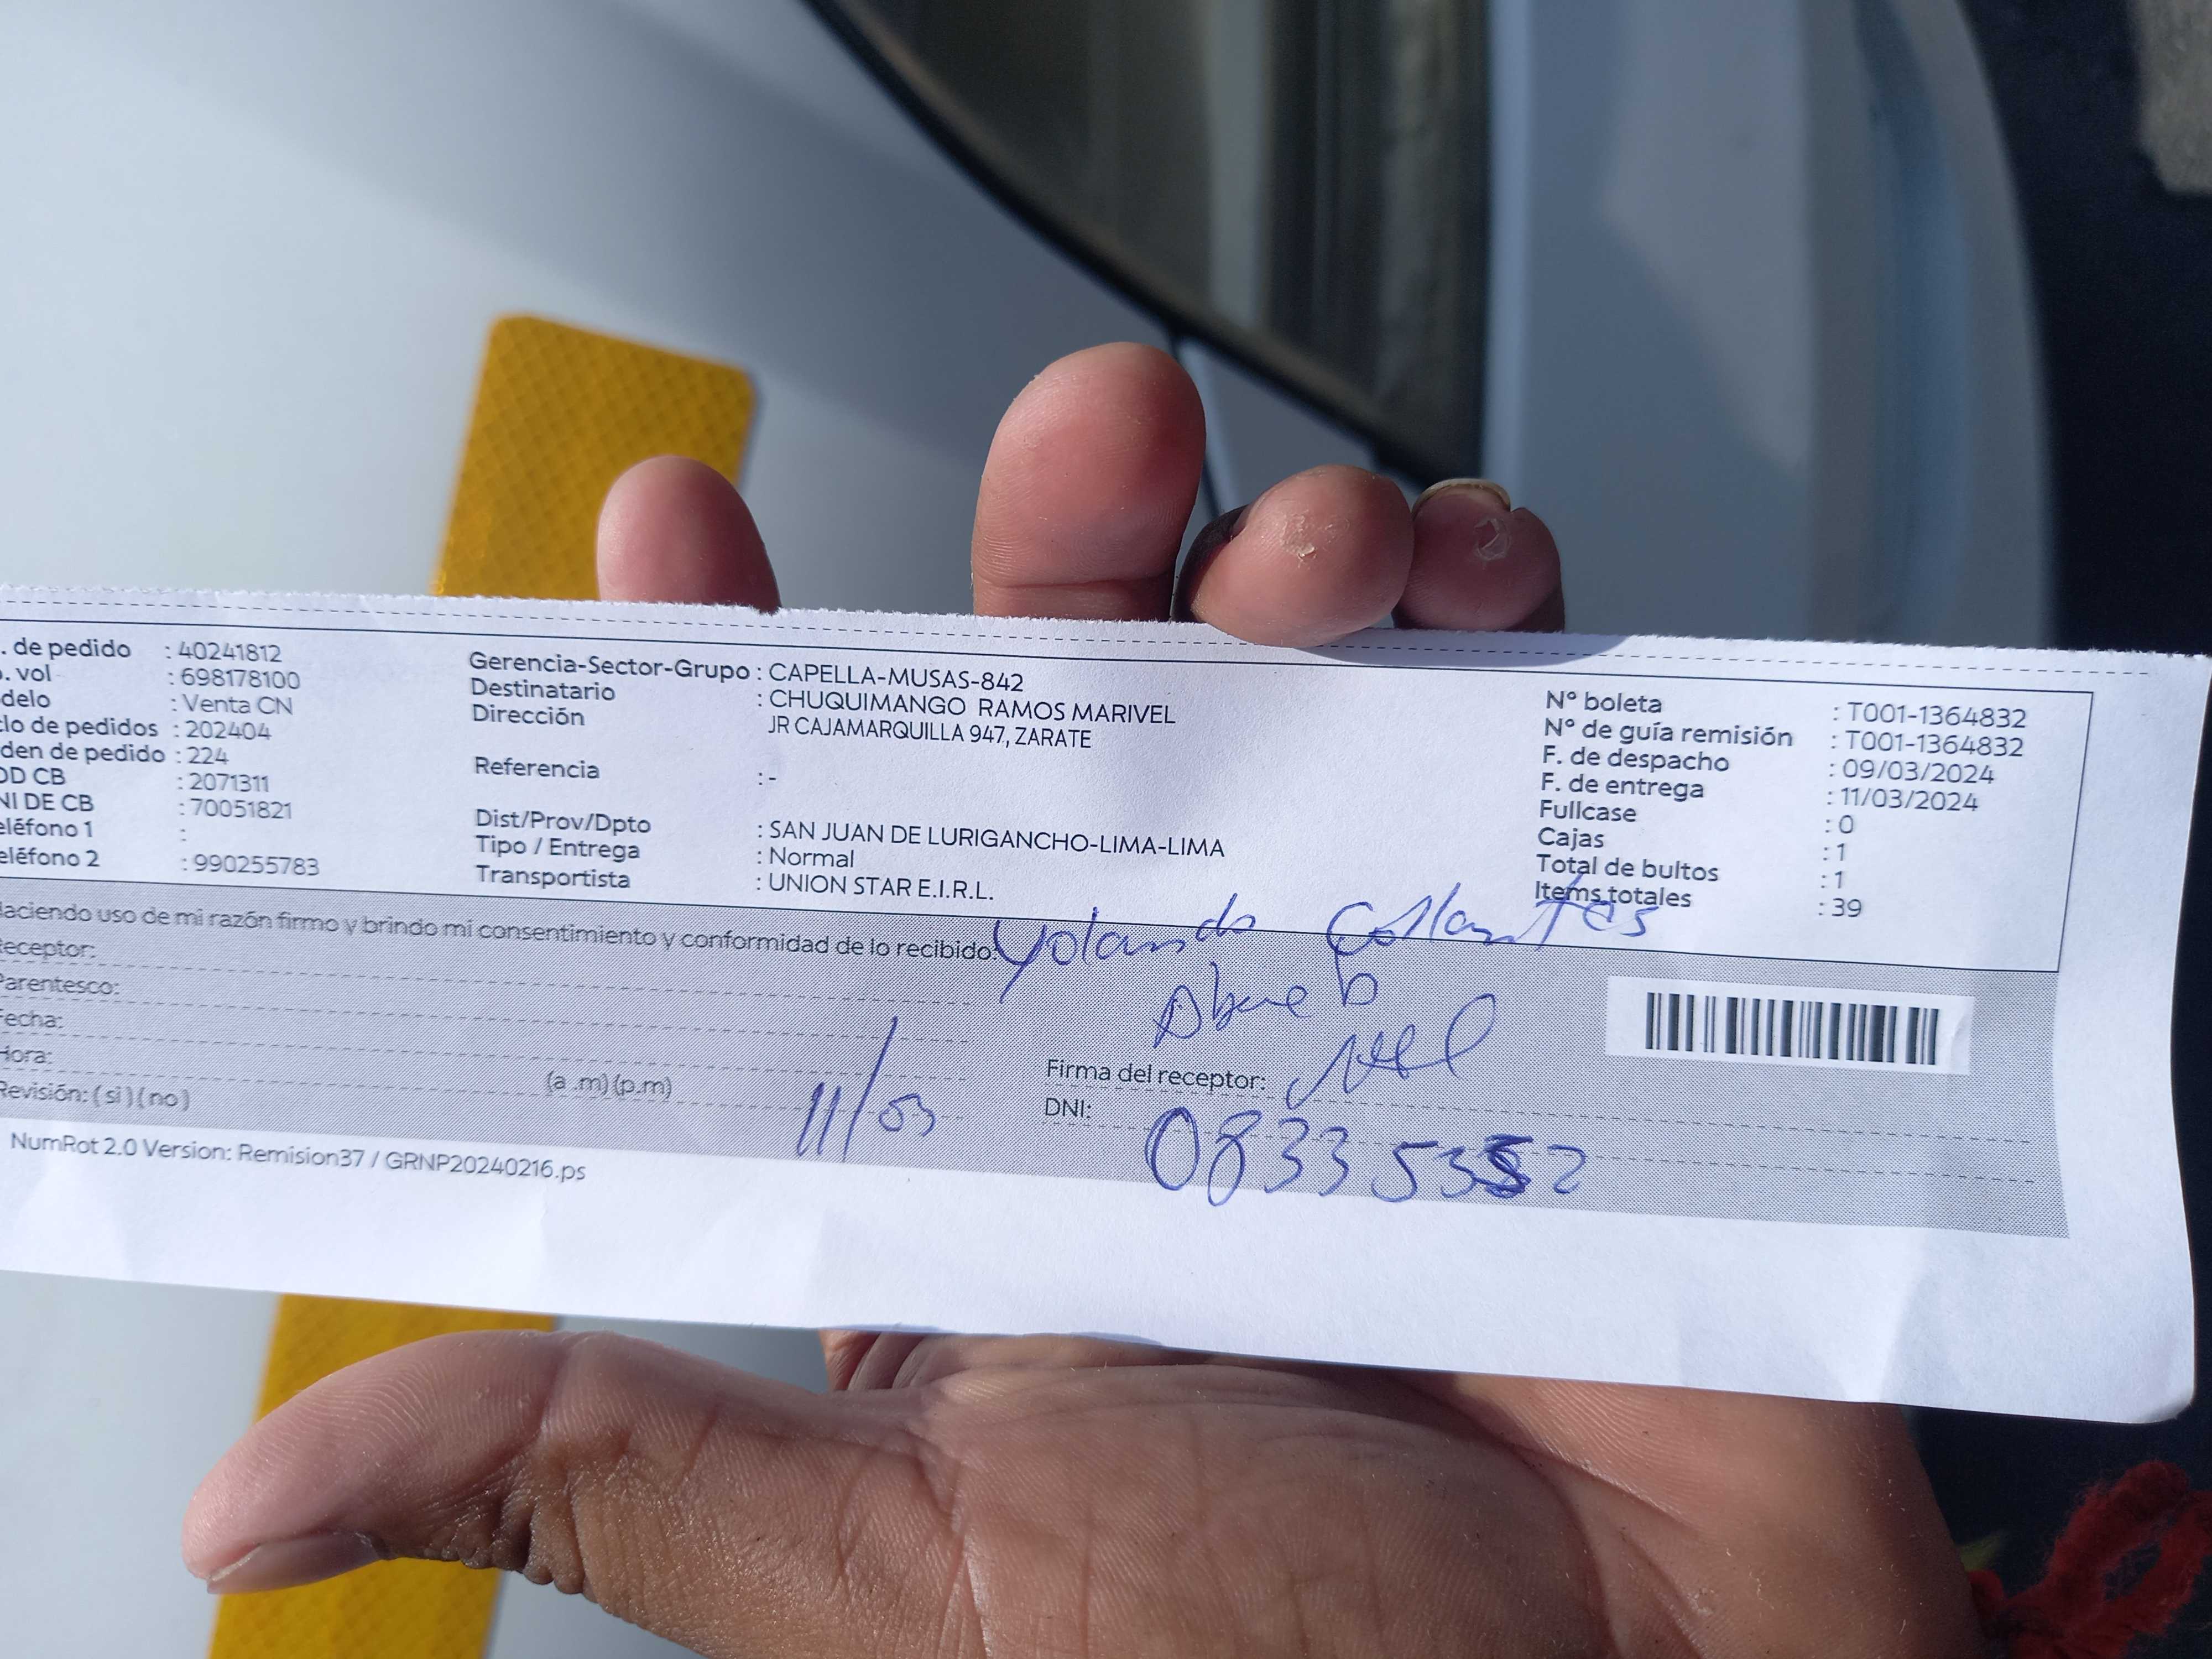 . de pedido : 40241812
. vol : 698178100
delo : Venta CN
clo de pedidos : 202404
den de pedido : 224
OD CB : 2071311
NI DE CB : 70051821
eléfono 1 :
eléfono 2 : 990255783
Gerencia-Sector-Grupo : CAPELLA-MUSAS-842
Destinatario : CHUQUIMANGO RAMOS MARIVEL
Dirección JR CAJAMARQUILLA 947, ZARATE
Referencia : -
Dist/Prov/Dpto : SAN JUAN DE LURIGANCHO-LIMA-LIMA
Tipo / Entrega : Normal
Transportista : UNION STAR E.I.R.L.
N° boleta : T001-1364832
N° de guía remisión : T001-1364832
F. de despacho : 09/03/2024
F. de entrega : 11/03/2024
Fullcase : 0
Cajas : 1
Total de bultos : 1
Items totales : 39
Haciendo uso de mi razón firmo y brindo mi consentimiento y conformidad de lo recibido:
Yolanda Collantes
Receptor:
Parentesco:
Fecha:
11/03
Hora: (a .m) (p.m)
Revisión: ( si ) ( no )
Firma del receptor:
DNI:
NumRot 2.0 Version: Remision37 / GRNP20240216.ps